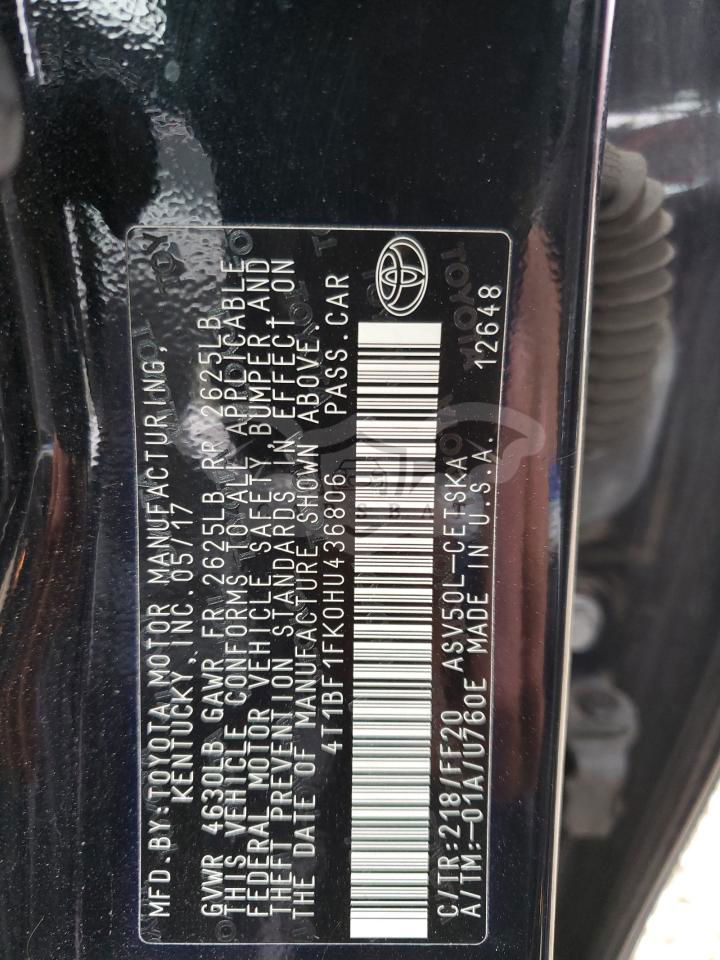 MFD.BY:TOYOTA MOTOR MANUFACTURING,
KENTUCKY, INC.05/17
GVWR 4630LB GAWR FR 2625LB RR 2625LB
THIS VEHICLE CONFORMS TO ALL APPLICABLE
FEDERAL MOTOR VEHICLE SAFETY, BUMPER AND
THEFT PREVENTION STANDARDS IN EFFECT ON
THE DATE OF MANUFACTURE SHOWN ABOVE.
4T1BF1FK0HU436806 PASS.CAR
C/TR:218/FF20 ASV50L-CETSKA
A/TM:-01A/U760E MADE IN U.S.A. 12648
TOYOTA